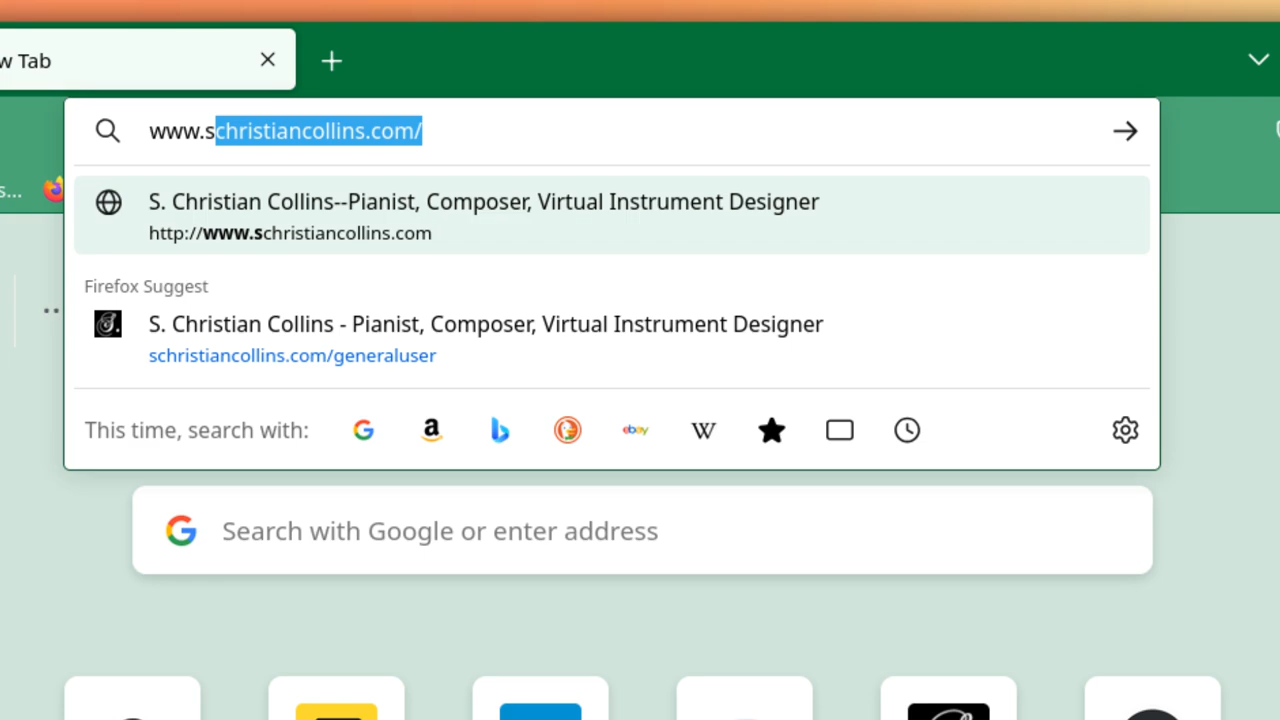 w Tab
www.schristiancollins.com/
s...
S. Christian Collins--Pianist, Composer, Virtual Instrument Designer
http://www.schristiancollins.com
Firefox Suggest
S. Christian Collins - Pianist, Composer, Virtual Instrument Designer
schristiancollins.com/generaluser
This time, search with:
a
ebay
W
Search with Google or enter address